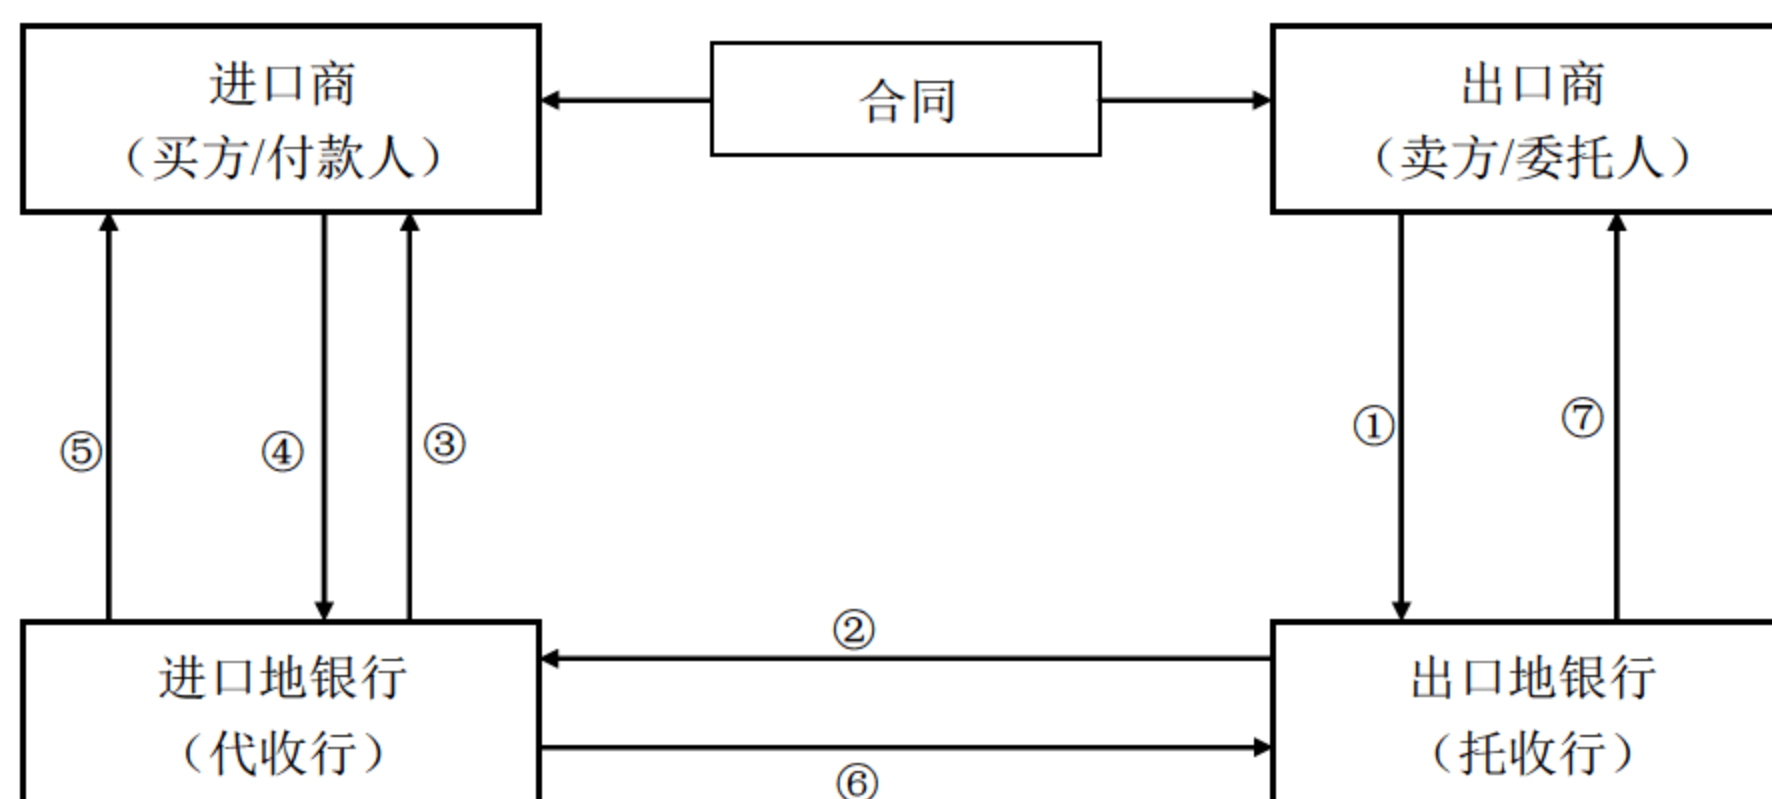 进口商
（买方/付款人）
合同
出口商
（卖方/委托人）
⑤
④
③
①
⑦
②
进口地银行
（代收行）
出口地银行
（托收行）
⑥